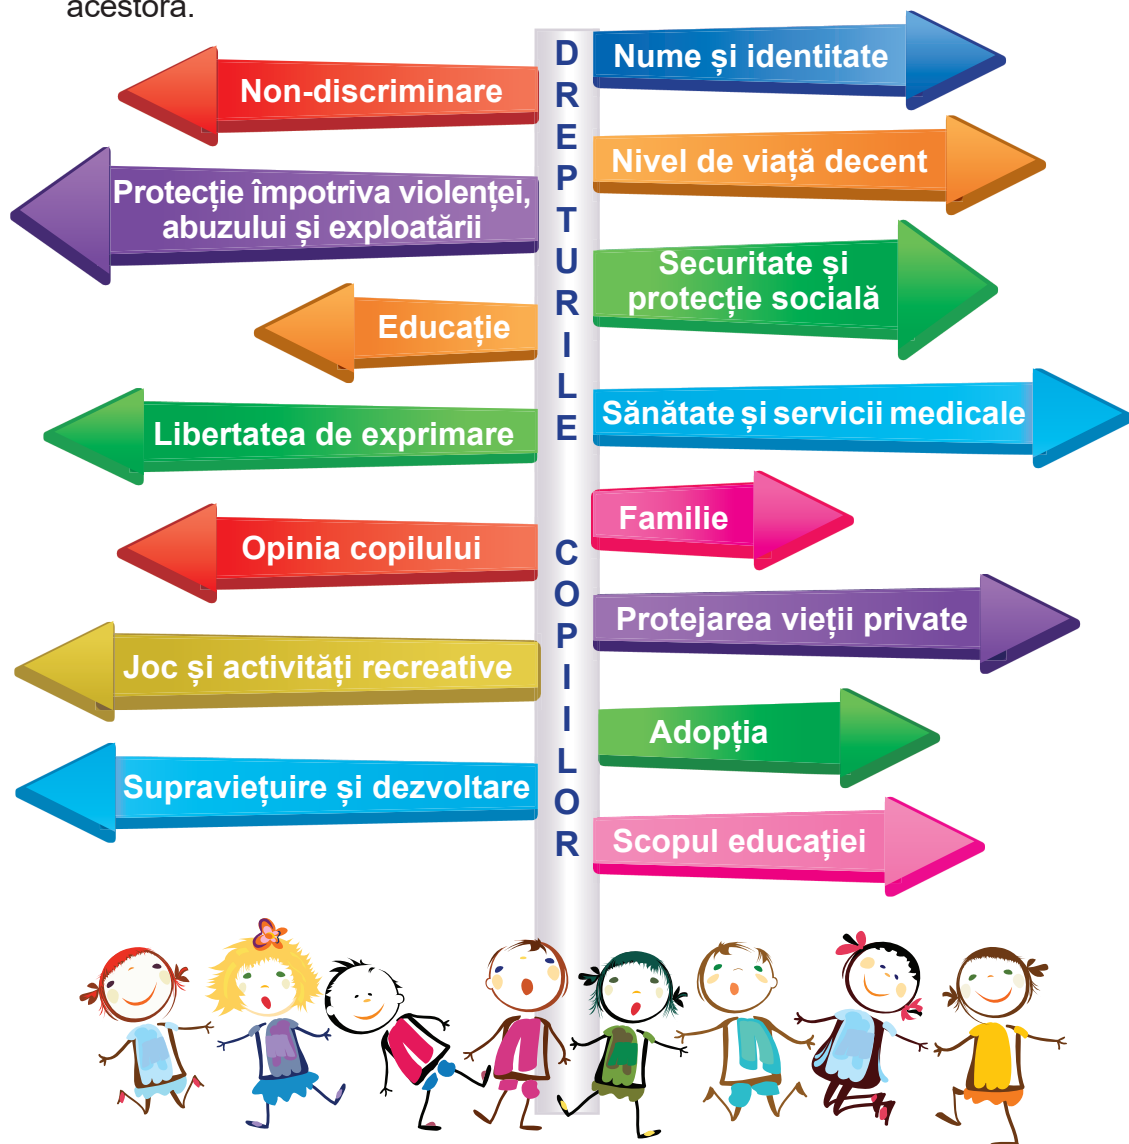 acestora.
DREPTURILE COPIILOR
Non-discriminare
Protecție împotriva violenței,
abuzului și exploatării
Educație
Libertatea de exprimare
Opinia copilului
Joc și activități recreative
Supraviețuire și dezvoltare
Nume și identitate
Nivel de viață decent
Securitate și
protecție socială
Sănătate și servicii medicale
Familie
Protejarea vieții private
Adopția
Scopul educației